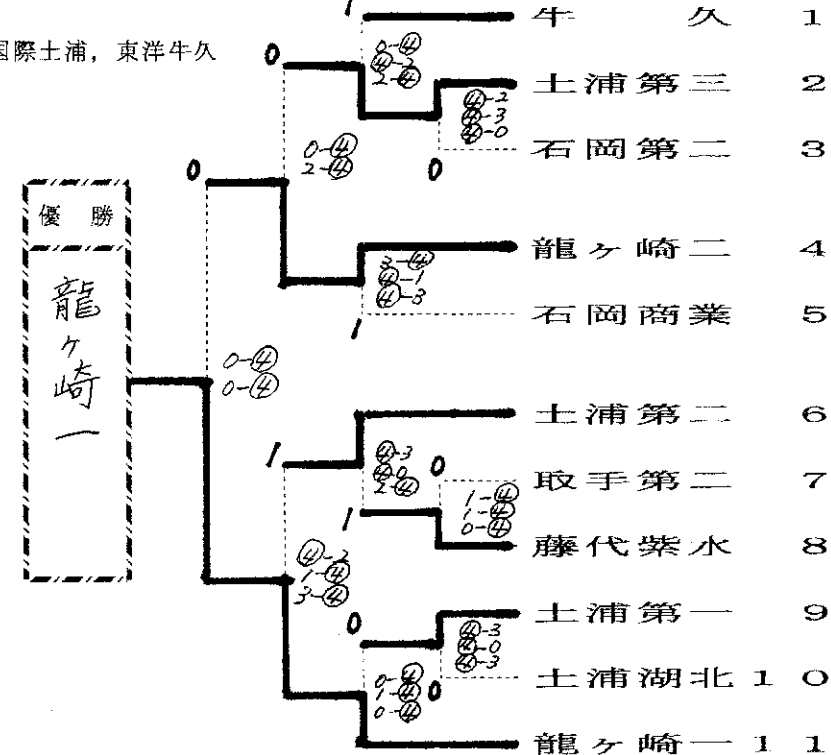 1
牛久 1
国際土浦，東洋牛久
0
0-④
④-2
2-④
土浦第三 2
④-2
④-3
④-0
0-④
2-④
石岡第二 3
0
0
優勝
龍ヶ崎二 4
3-④
④-1
④-3
龍ヶ崎一
石岡商業 5
1
0-④
0-④
土浦第二 6
1
④-3
④-0
2-④
0
取手第二 7
1-④
1-④
0-④
1
藤代紫水 8
④-2
1-④
3-④
土浦第一 9
0
④-3
④-0
④-3
0-④
1-④
0-④
0
土浦湖北 10
龍ヶ崎一 11